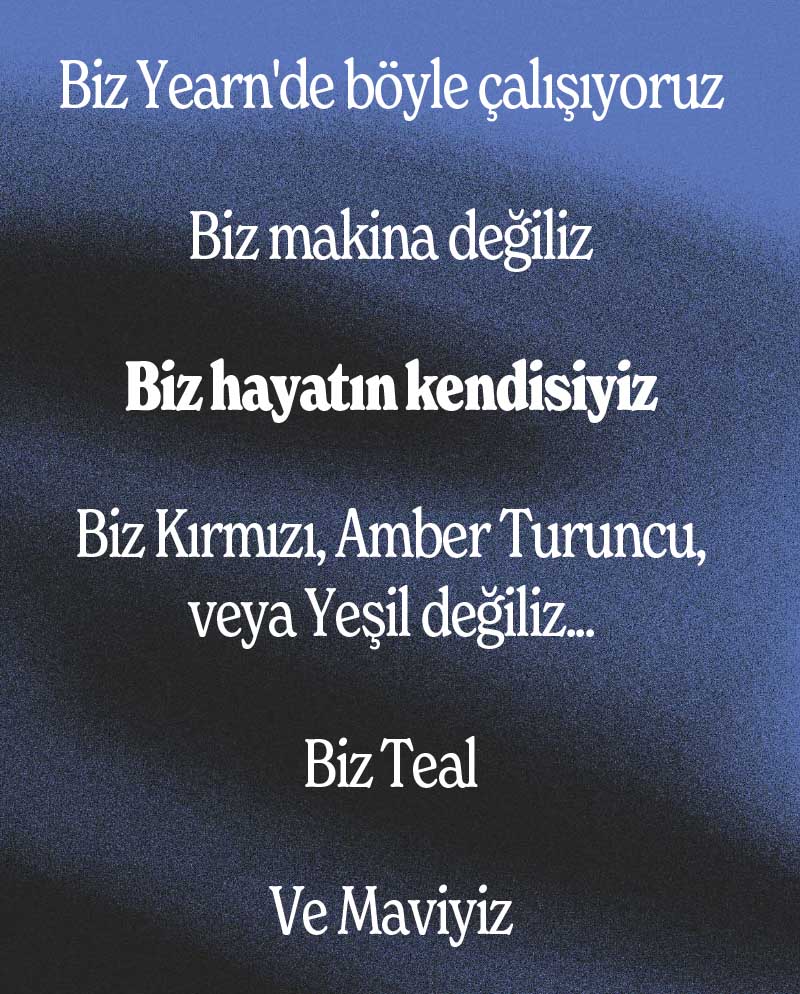 Biz Yearn'de böyle çalışıyoruz
Biz makina değiliz
Biz hayatın kendisiyiz
Biz Kırmızı, Amber Turuncu,
veya Yeşil değiliz...
Biz Teal
Ve Maviyiz